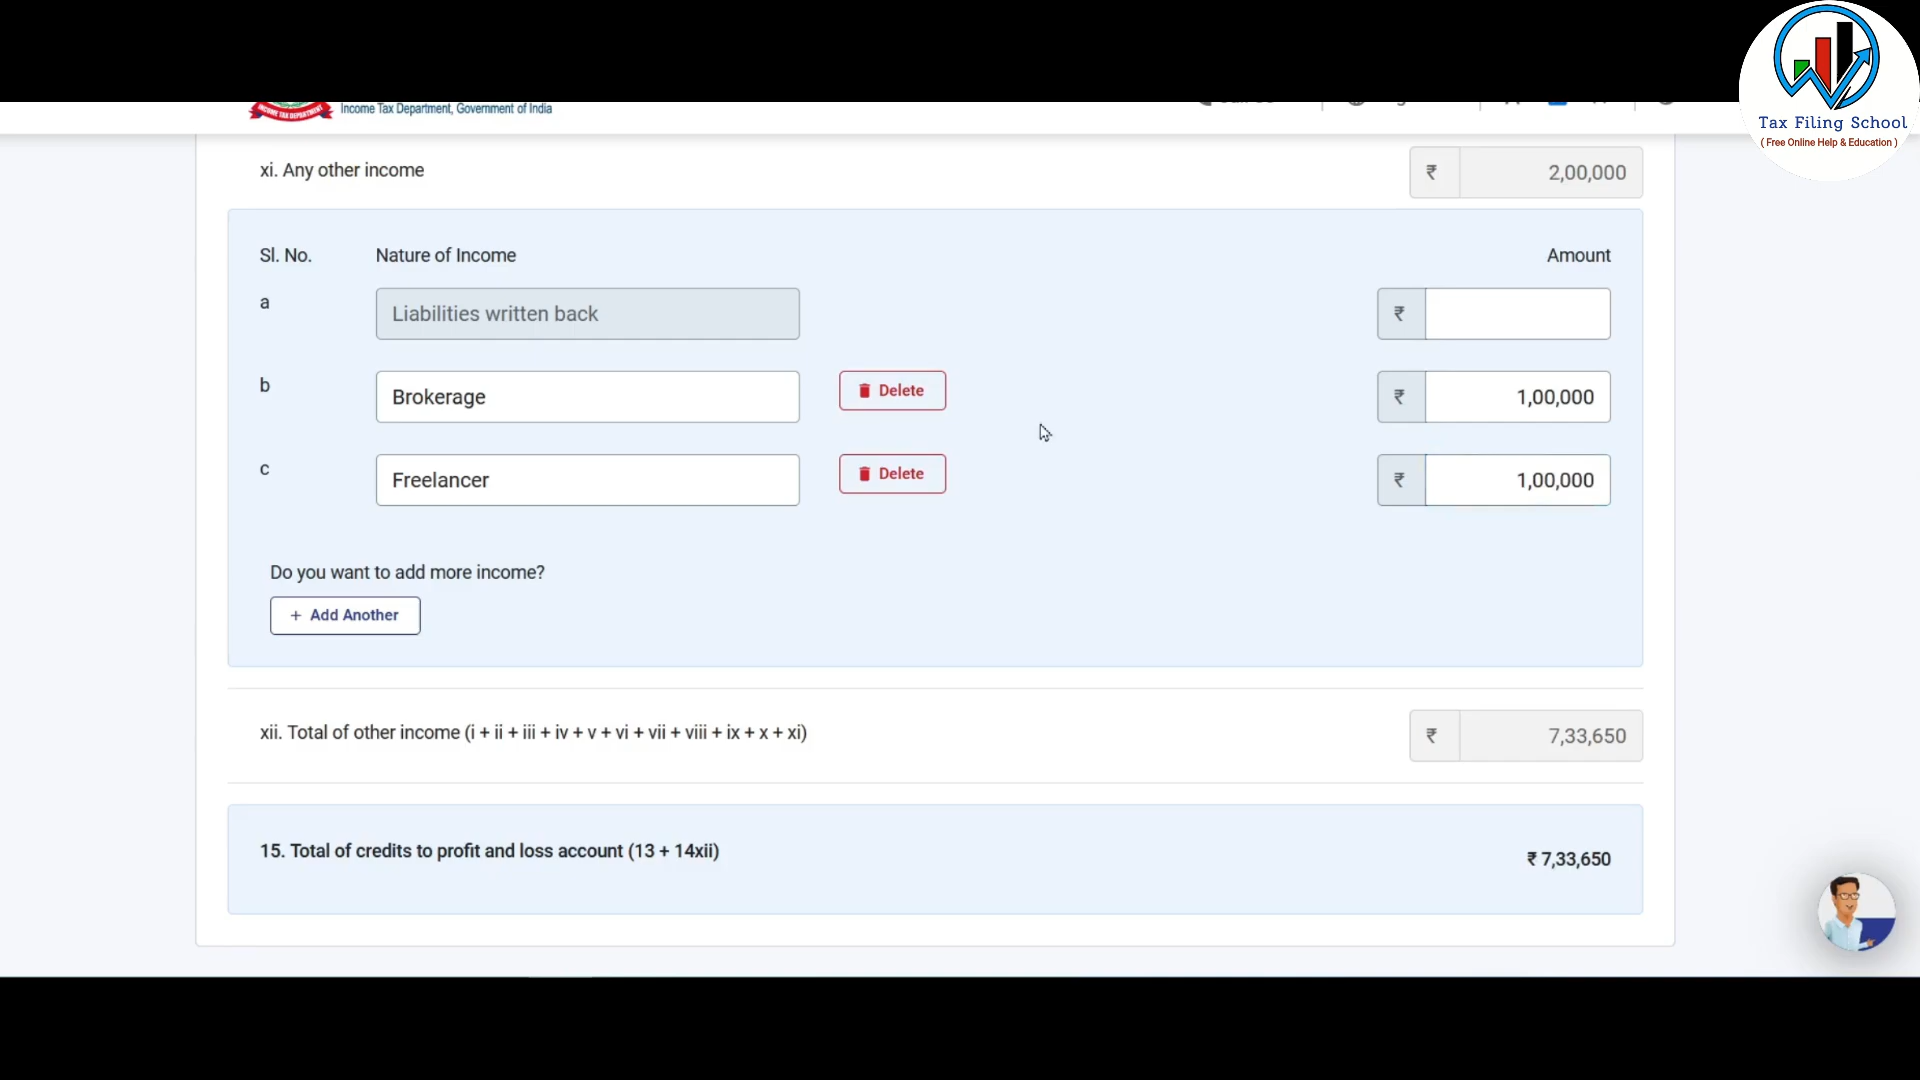 Tax Filing School
( Free Online Help & Education )
INCOME TAX DEPARTMENT
Income Tax Department, Government of India
xi. Any other income
₹ 2,00,000
Sl. No. Nature of Income Amount
a Liabilities written back ₹
b Brokerage Delete ₹ 1,00,000
c Freelancer Delete ₹ 1,00,000
Do you want to add more income?
+ Add Another
xii. Total of other income (i + ii + iii + iv + v + vi + vii + viii + ix + x + xi)
₹ 7,33,650
15. Total of credits to profit and loss account (13 + 14xii)
₹ 7,33,650